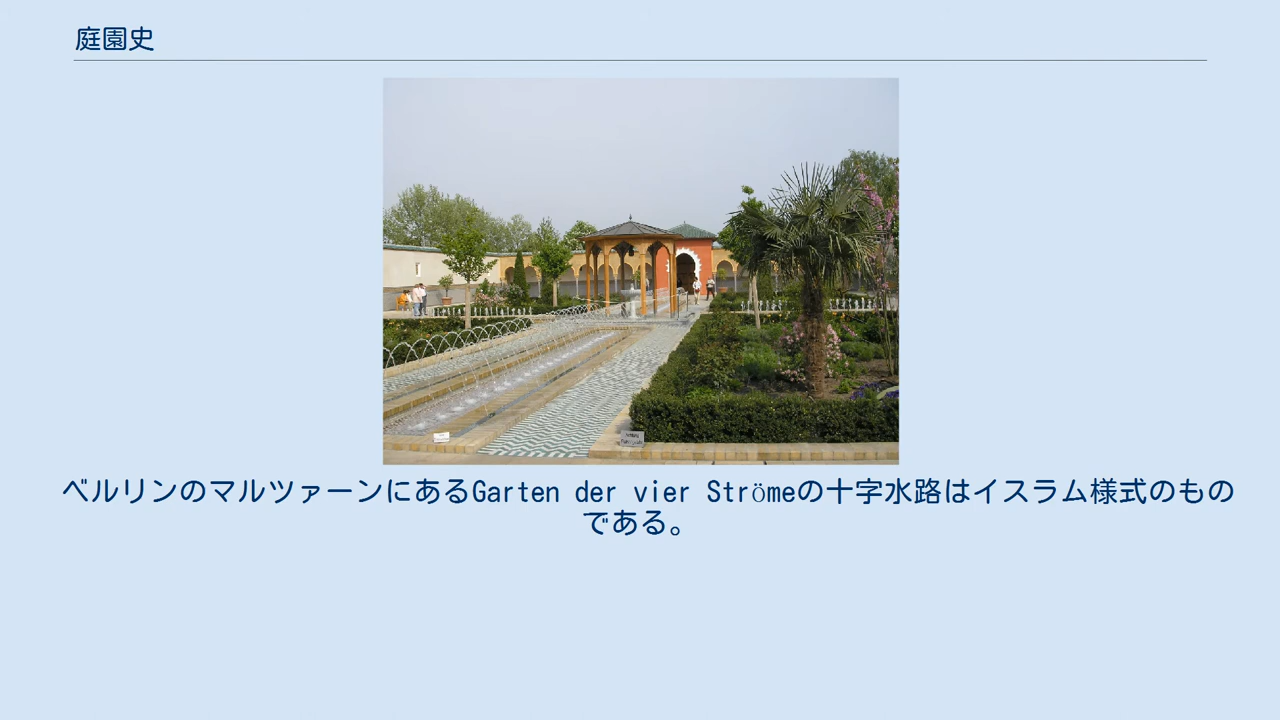 庭園史
ベルリンのマルツァーンにあるGarten der vier Strömeの十字水路はイスラム様式のもの
である。